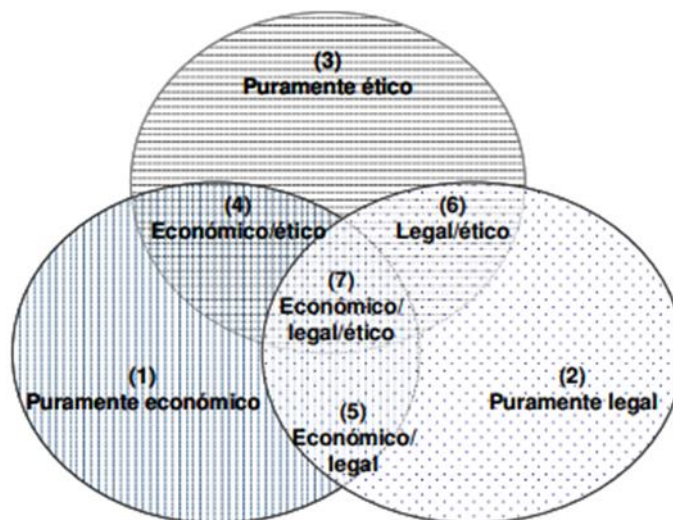 (3)
Puramente ético
(4)
Económico/ético
(6)
Legal/ético
(7)
Económico/
legal/ético
(1)
Puramente económico
(2)
Puramente legal
(5)
Económico/
legal